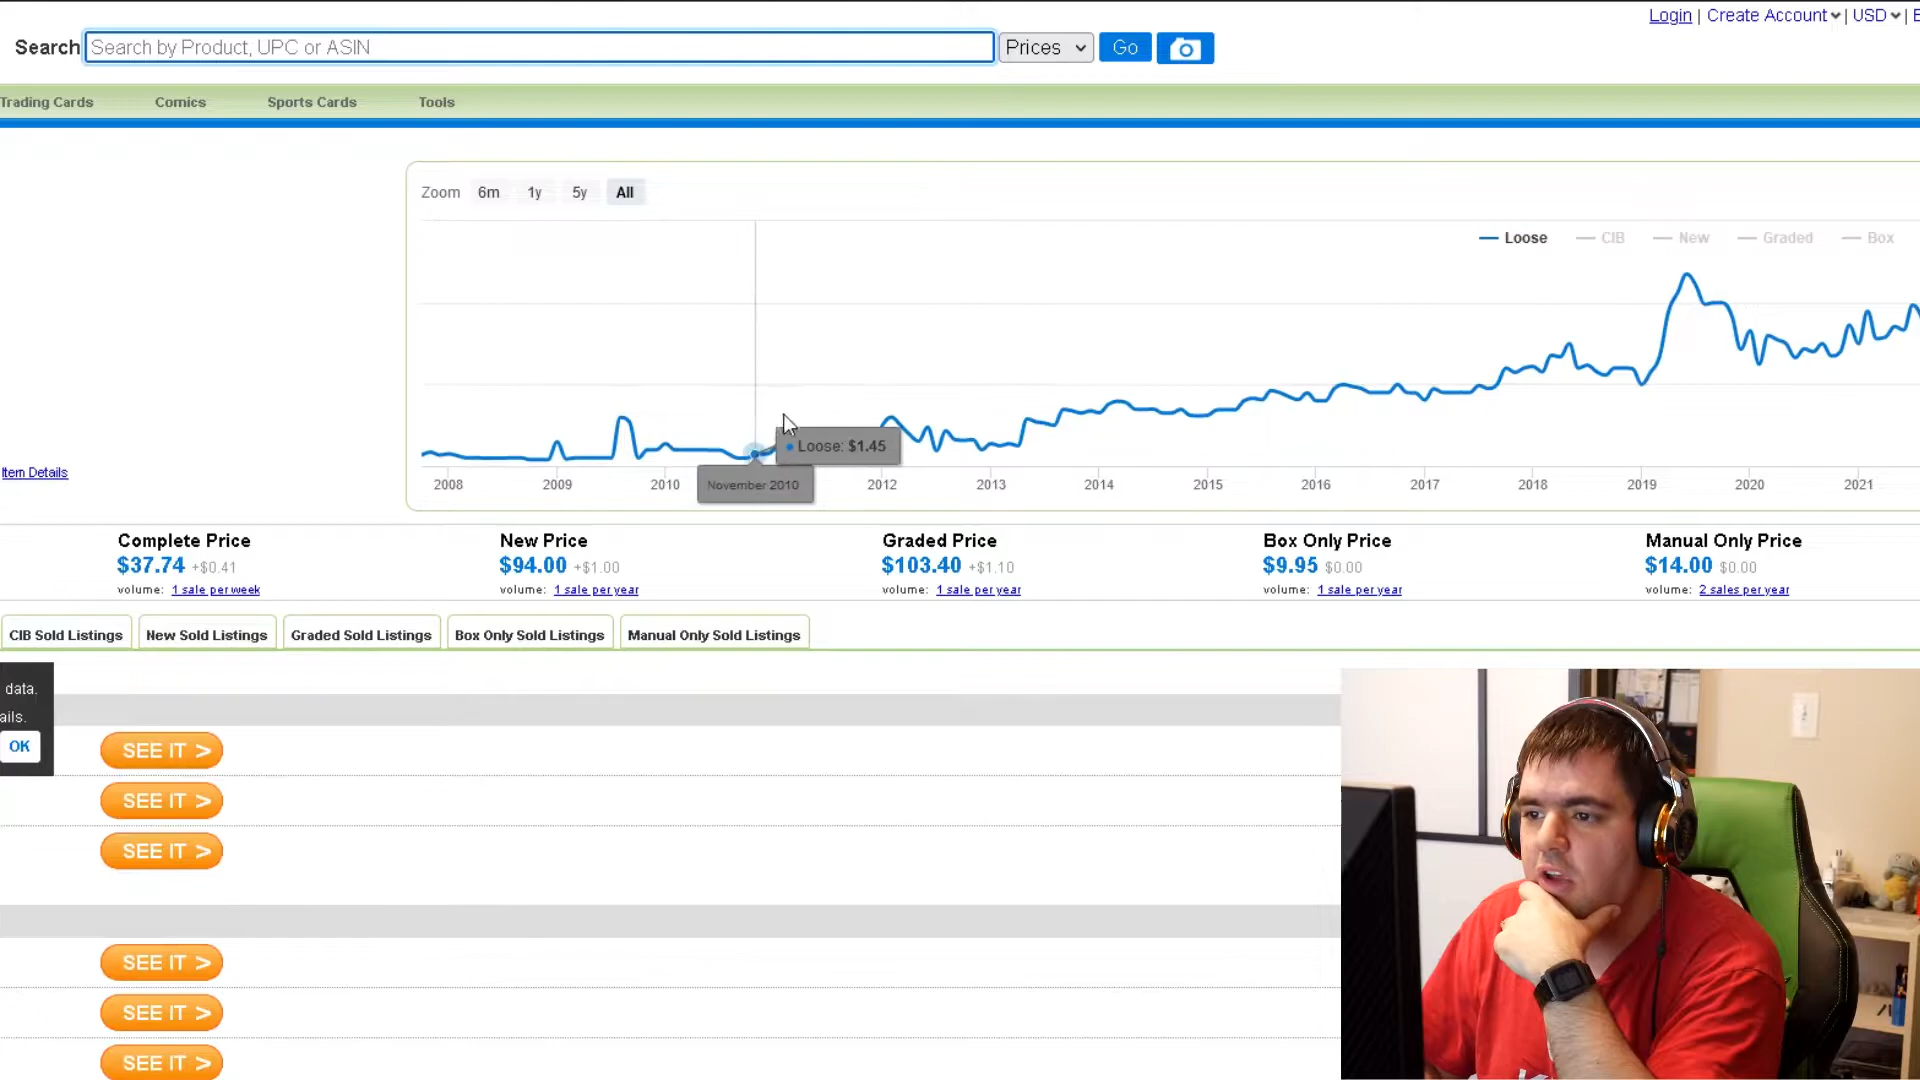 Login | Create Account | USD |
Search Search by Product, UPC or ASIN Prices Go
Trading Cards Comics Sports Cards Tools
Zoom 6m 1y 5y All
Loose CIB New Graded Box
Loose: $1.45
Item Details
2008 2009 2010 November 2010 2012 2013 2014 2015 2016 2017 2018 2019 2020 2021
Complete Price New Price Graded Price Box Only Price Manual Only Price
$37.74 +$0.41 $94.00 +$1.00 $103.40 +$1.10 $9.95 $0.00 $14.00 $0.00
volume: 1 sale per week volume: 1 sale per year volume: 1 sale per year volume: 1 sale per year volume: 2 sales per year
CIB Sold Listings New Sold Listings Graded Sold Listings Box Only Sold Listings Manual Only Sold Listings
data.
ails.
OK
SEE IT >
SEE IT >
SEE IT >
SEE IT >
SEE IT >
SEE IT >